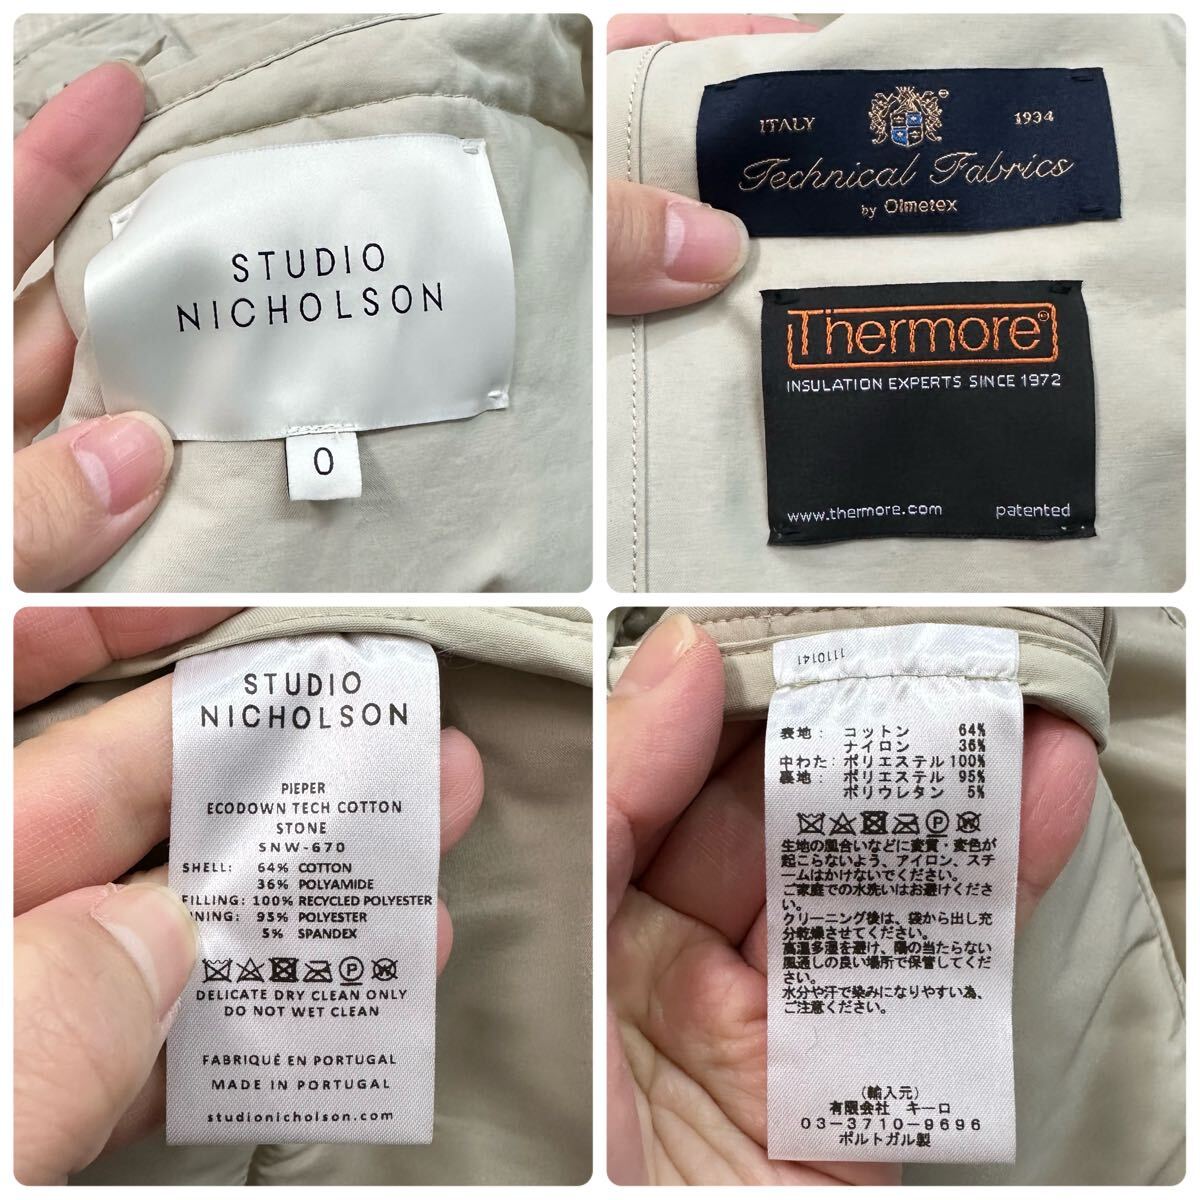 STUDIO
NICHOLSON
0
ITALY 1934
Technical Fabrics
by Olmetex
Thermore®
INSULATION EXPERTS SINCE 1972
www.thermore.com patented
STUDIO
NICHOLSON
PIEPER
ECODOWN TECH COTTON
STONE
SNW-670
SHELL: 64% COTTON
36% POLYAMIDE
FILLING: 100% RECYCLED POLYESTER
NING: 95% POLYESTER
5% SPANDEX
P W
DELICATE DRY CLEAN ONLY
DO NOT WET CLEAN
FABRIQUÉ EN PORTUGAL
MADE IN PORTUGAL
studionicholson.com
1110141
表地: コットン 64%
ナイロン 36%
中わた: ポリエステル 100%
裏地: ポリエステル 95%
ポリウレタン 5%
P W
生地の風合いなどに変質・変色が
起こらないよう、アイロン、スチ
ームはかけないでください。
ご家庭での水洗いはお避けくださ
い。
クリーニング後は、袋から出し充
分乾燥させてください。
高温多湿を避け、陽の当たらない
風通しの良い場所で保管してくだ
さい。
水分や汗で染みになりやすい為、
ご注意ください。
(輸入元)
有限会社 キーロ
03-3710-9696
ポルトガル製